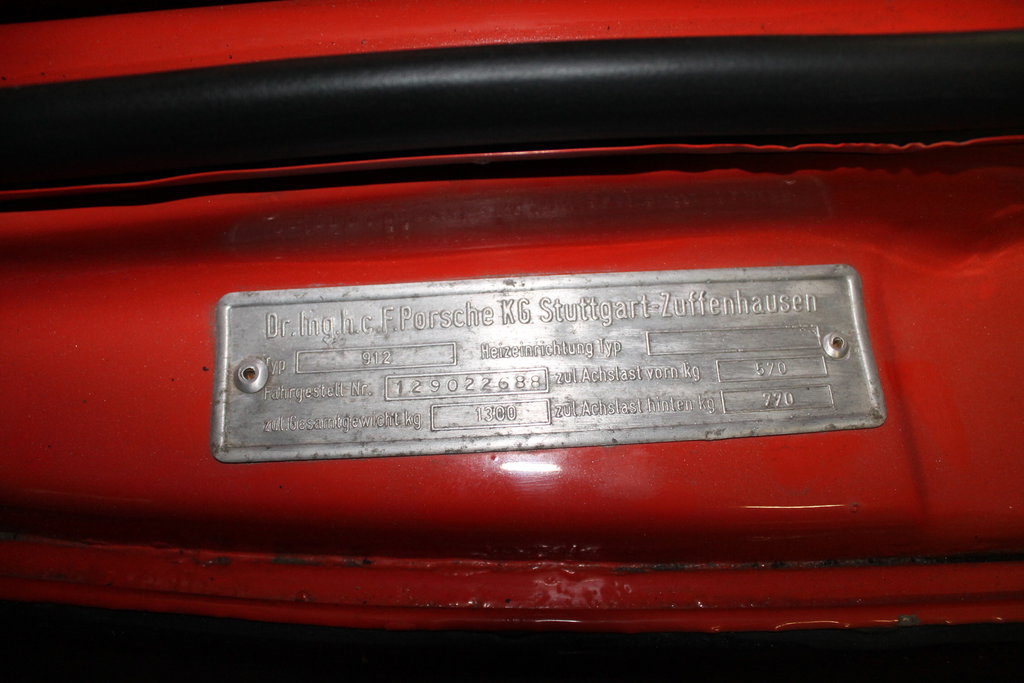 Dr. Ing. h. c. F. Porsche KG Stuttgart-Zuffenhausen
Typ 912 Heizeinrichtung Typ
Fahrgestell Nr. 129022688 zul. Achslast vorn kg 570
zul. Gesamtgewicht kg 1300 zul. Achslast hinten kg 770